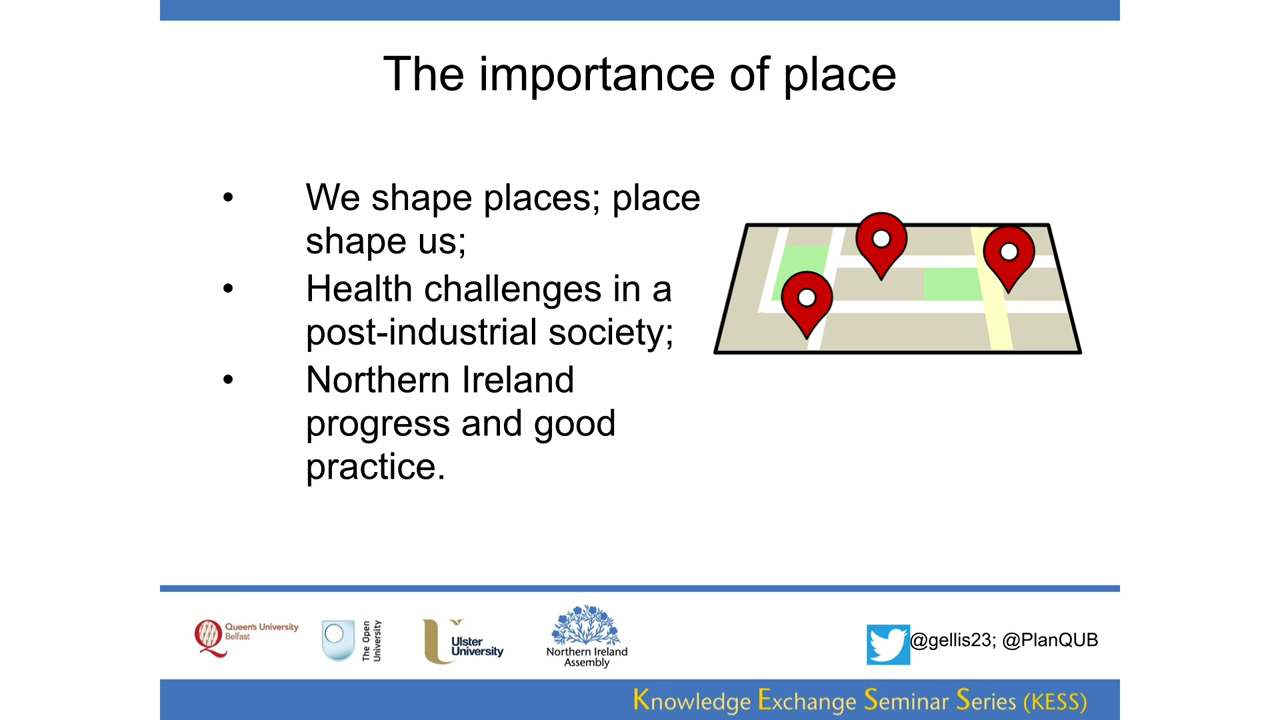 The importance of place
• We shape places; place
shape us;
• Health challenges in a
post-industrial society;
• Northern Ireland
progress and good
practice.
Queen's University
Belfast
The Open
University
Ulster
University
Northern Ireland
Assembly
@gellis23; @PlanQUB
Knowledge Exchange Seminar Series (KESS)